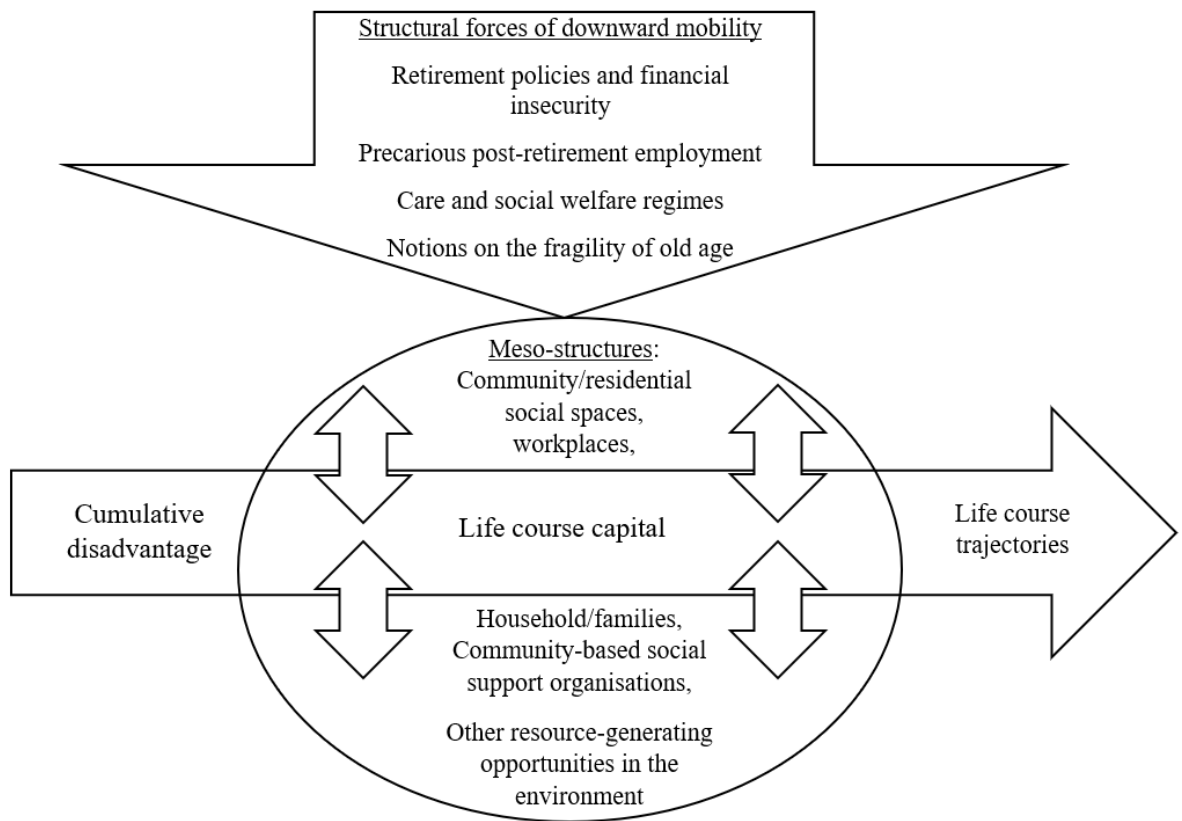 Structural forces of downward mobility
Retirement policies and financial
insecurity
Precarious post-retirement employment
Care and social welfare regimes
Notions on the fragility of old age
Meso-structures:
Community/residential
social spaces,
workplaces,
Cumulative
disadvantage
Life course capital
Life course
trajectories
Household/families,
Community-based social
support organisations,
Other resource-generating
opportunities in the
environment